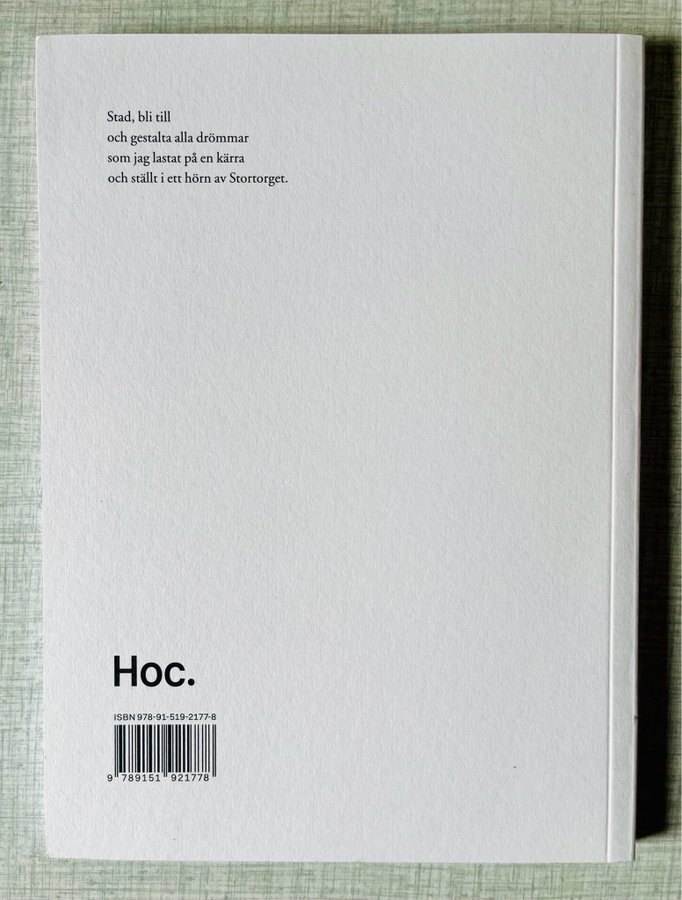 Stad, bli till
och gestalta alla drömmar
som jag lastat på en kärra
och ställt i ett hörn av Stortorget.
Hoc.
ISBN 978-91-519-2177-8
9 789151 921778